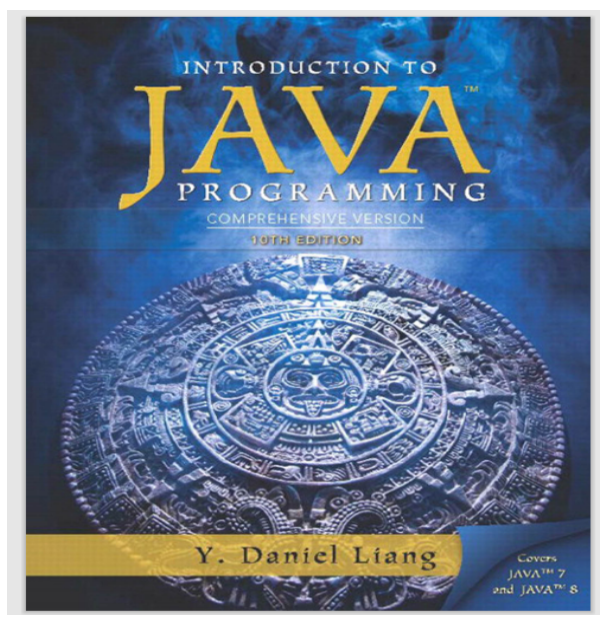 INTRODUCTION TO
JAVA™
PROGRAMMING
COMPREHENSIVE VERSION
10TH EDITION
Y. Daniel Liang
Covers
JAVA™ 7
and JAVA™ 8